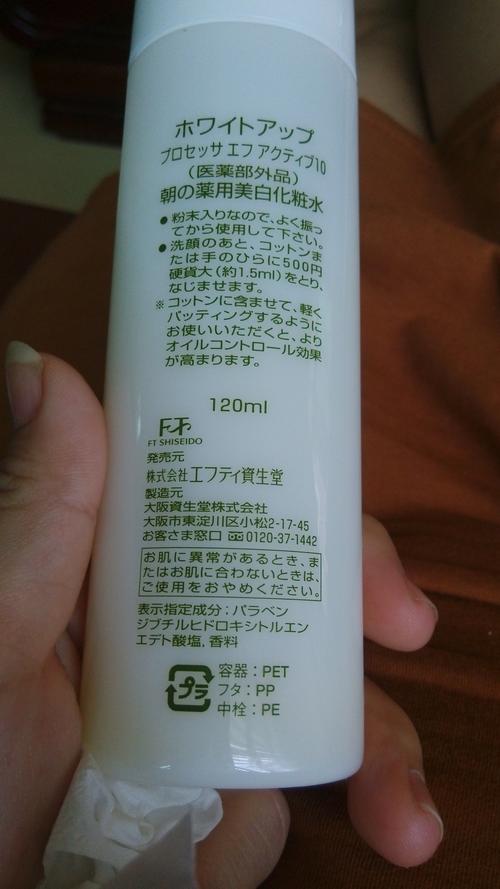 ホワイトアップ
プロセッサ エフ アクティブ10
(医薬部外品)
朝の薬用美白化粧水
● 粉末入りなので、よく振っ
てから使用して下さい。
● 洗顔のあと、コットンま
たは手のひらに500円
硬貨大(約1.5ml)をとり、
なじませます。
※ コットンに含ませて、軽く
パッティングするように
お使いいただくと、より
オイルコントロール効果
が高まります。
120ml
FT SHISEIDO
発売元
株式会社エフティ資生堂
製造元
大阪資生堂株式会社
大阪市東淀川区小松2-17-45
お客さま窓口 0120-37-1442
お肌に異常があるとき、ま
たはお肌に合わないときは、
ご使用をおやめください。
表示指定成分:パラベン
ジブチルヒドロキシトルエン
エデト酸塩,香料
プラ
容器:PET
フタ:PP
中栓:PE